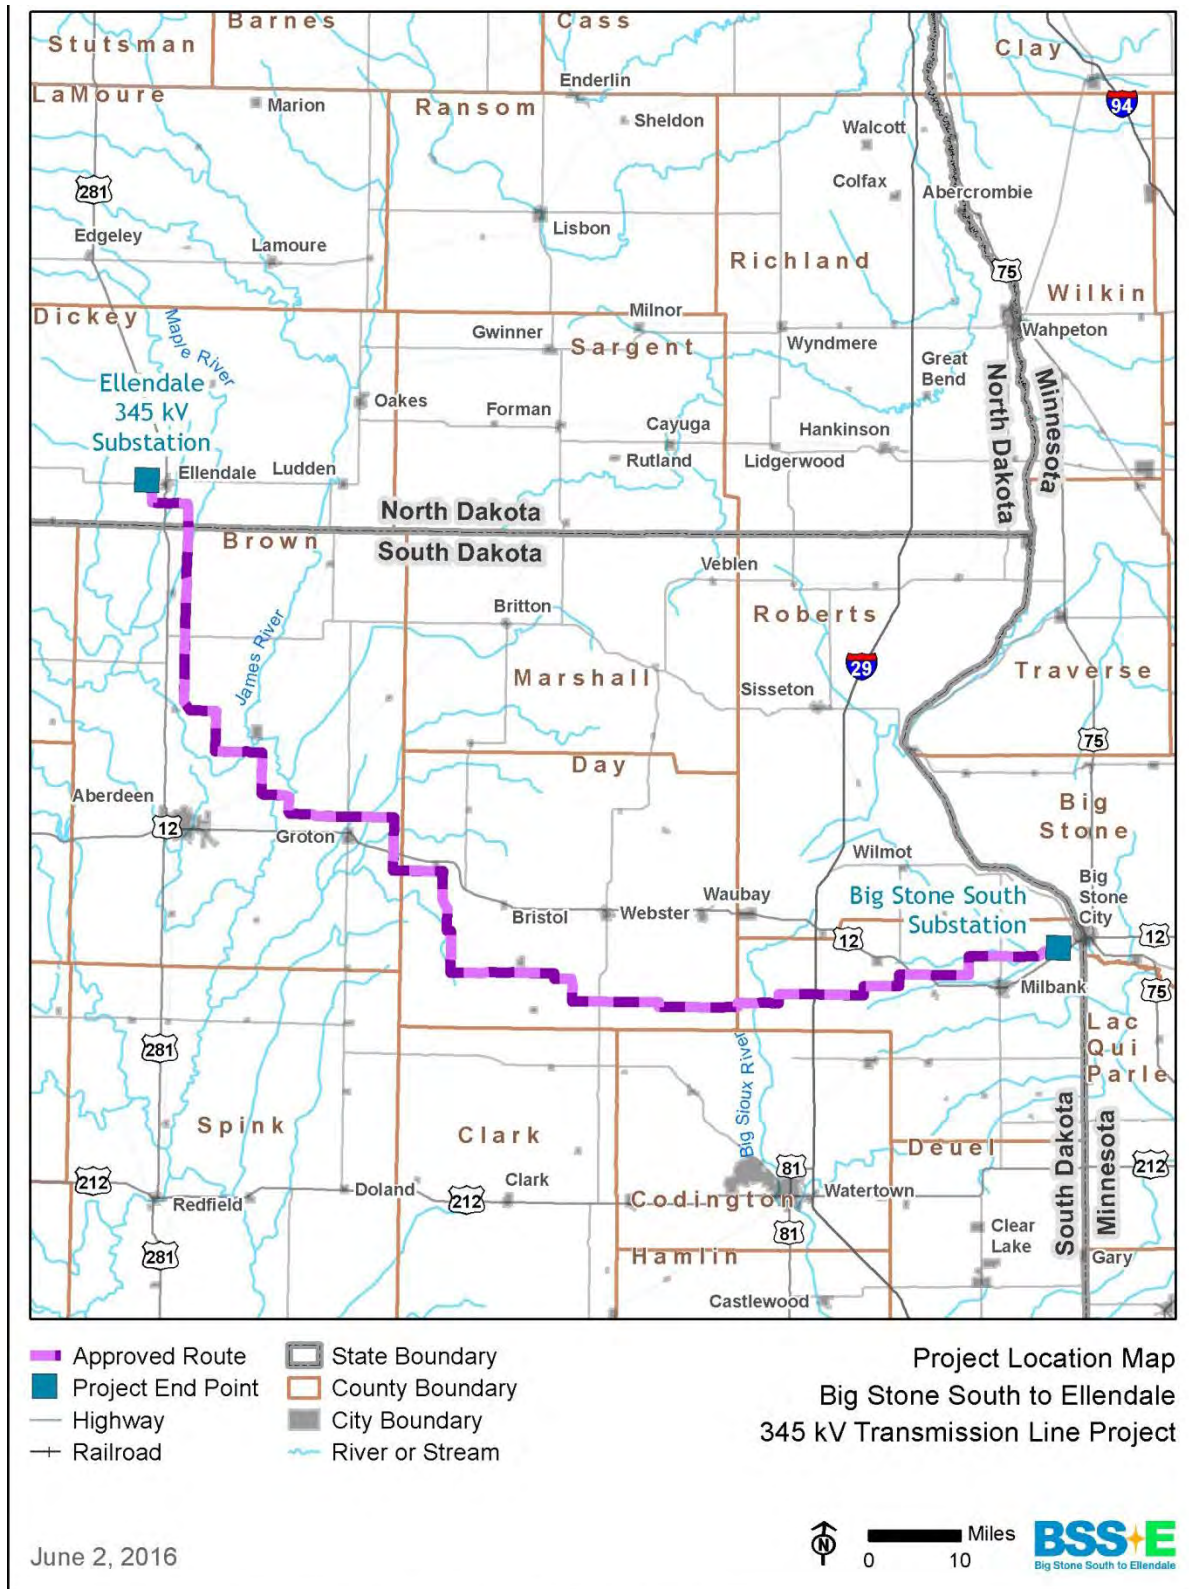 Barnes
Cass
Stutsman
Clay
LaMoure
Marion
Ransom
Enderlin
Sheldon
94
Walcott
281
Colfax
Abercrombie
Edgeley
Lamoure
Lisbon
Richland
75
Wilkin
Dickey
Maple River
Milnor
Gwinner
Sargent
Wyndmere
Wahpeton
Great
Bend
North Dakota
Minnesota
Ellendale
345 kV
Substation
Oakes
Forman
Cayuga
Hankinson
Rutland
Lidgerwood
Ellendale
Ludden
North Dakota
South Dakota
Brown
Veblen
Britton
Roberts
James River
Marshall
29
Sisseton
Traverse
75
Day
Aberdeen
12
Groton
Big
Stone
Wilmot
Big
Stone
City
Waubay
Big Stone South
Substation
Bristol
Webster
12
12
Milbank
75
Lac
Qui
Parle
281
Big Sioux River
Spink
Clark
Deuel
South Dakota
Minnesota
212
212
81
Redfield
Doland
212
Clark
Codington
Watertown
81
Clear
Lake
281
Hamlin
Gary
Castlewood
Approved Route
Project End Point
Highway
Railroad
State Boundary
County Boundary
City Boundary
River or Stream
Project Location Map
Big Stone South to Ellendale
345 kV Transmission Line Project
June 2, 2016
N
Miles
0 10
BSS E
Big Stone South to Ellendale